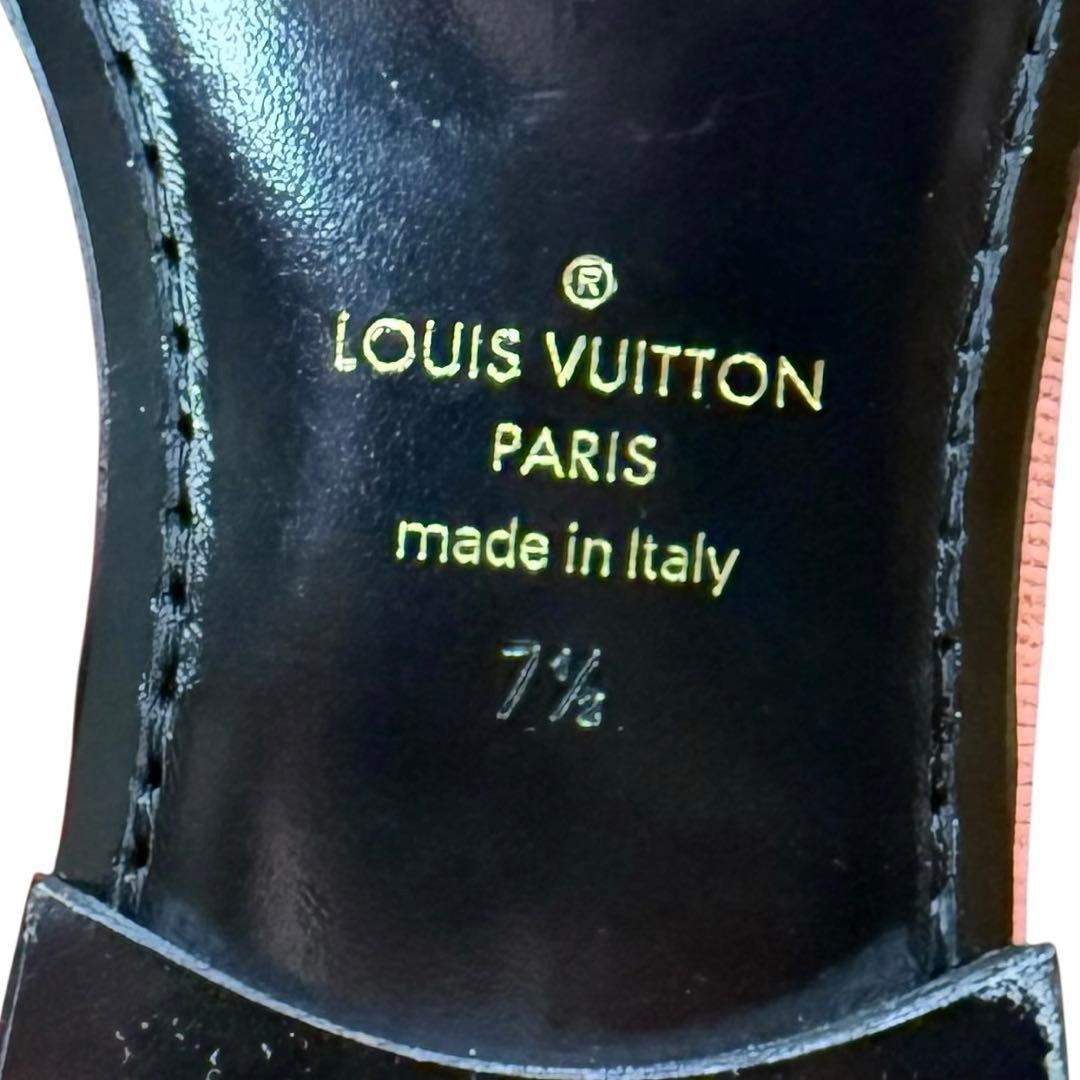 ®
LOUIS VUITTON
PARIS
made in Italy
7½